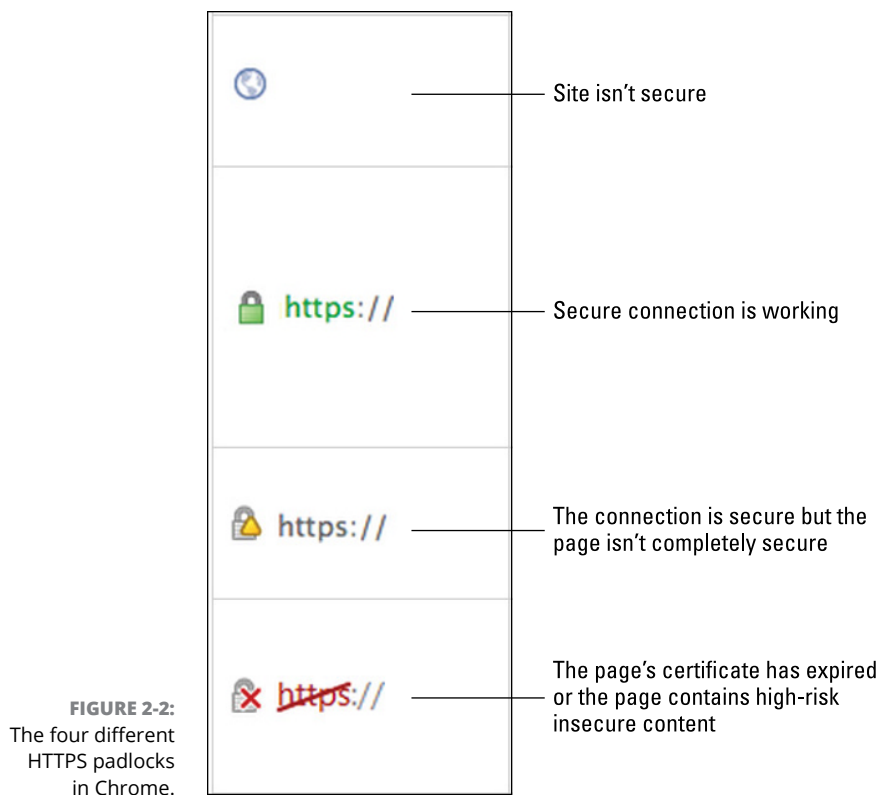 Site isn't secure
https://
Secure connection is working
https://
The connection is secure but the
page isn't completely secure
https://
The page's certificate has expired
or the page contains high-risk
insecure content
FIGURE 2-2:
The four different
HTTPS padlocks
in Chrome.